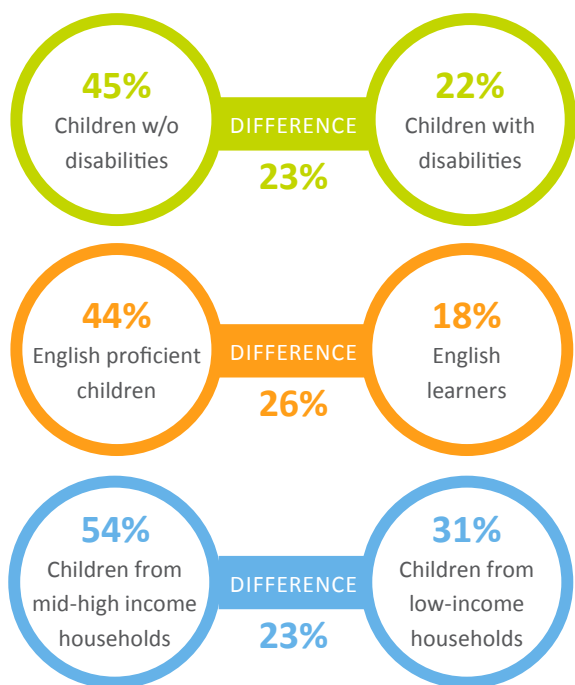 45%
Children w/o
disabilities
DIFFERENCE
23%
22%
Children with
disabilities
44%
English proficient
children
DIFFERENCE
26%
18%
English
learners
54%
Children from
mid-high income
households
DIFFERENCE
23%
31%
Children from
low-income
households